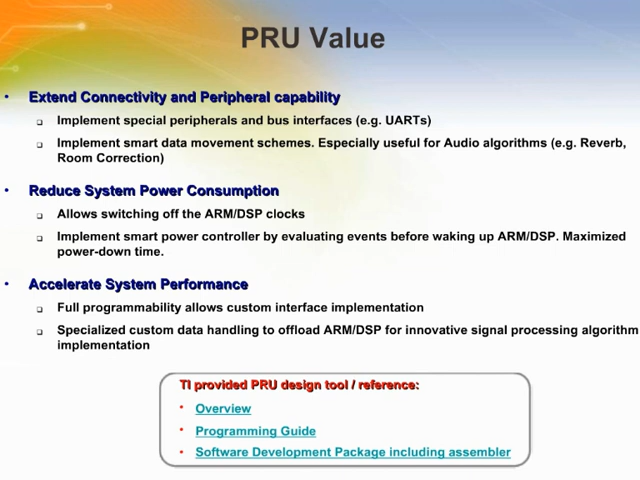 PRU Value
• Extend Connectivity and Peripheral capability
❑ Implement special peripherals and bus interfaces (e.g. UARTs)
❑ Implement smart data movement schemes. Especially useful for Audio algorithms (e.g. Reverb,
Room Correction)
• Reduce System Power Consumption
❑ Allows switching off the ARM/DSP clocks
❑ Implement smart power controller by evaluating events before waking up ARM/DSP. Maximized
power-down time.
• Accelerate System Performance
❑ Full programmability allows custom interface implementation
❑ Specialized custom data handling to offload ARM/DSP for innovative signal processing algorithm
implementation
TI provided PRU design tool / reference:
• Overview
• Programming Guide
• Software Development Package including assembler